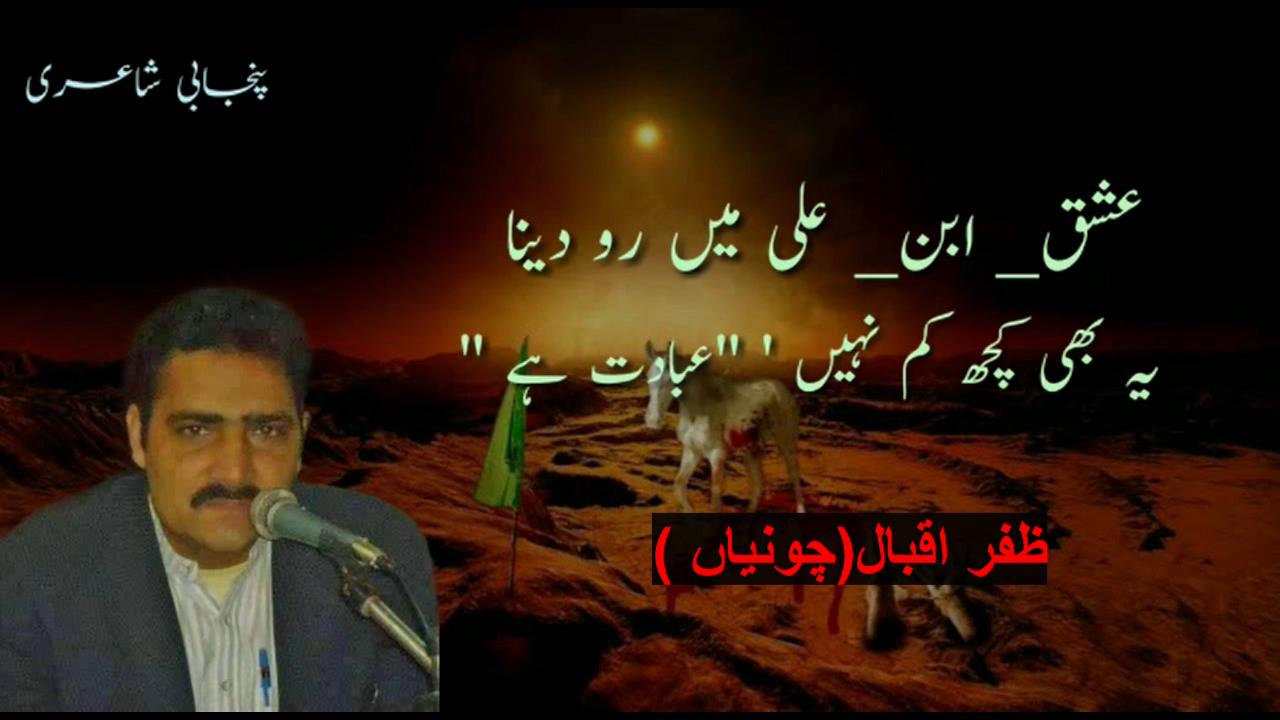 پنجابی شاعری
عشق_ ابن_ علی میں رو دینا
یہ بھی کچھ کم نہیں ' "عبادت ہے "
ظفر اقبال(چونیاں )